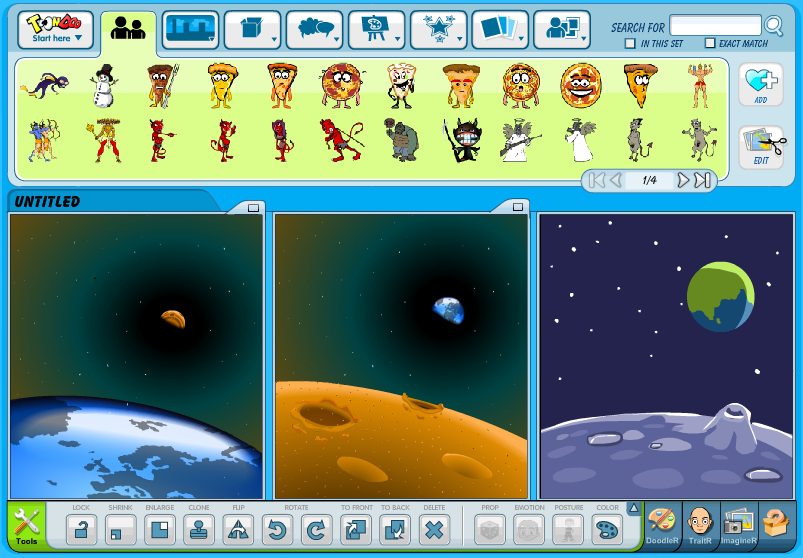 TOONDOO
Start here
SEARCH FOR
IN THIS SET
EXACT MATCH
ADD
EDIT
1/4
UNTITLED
Tools
LOCK
SHRINK
ENLARGE
CLONE
FLIP
ROTATE
TO FRONT
TO BACK
DELETE
PROP
EMOTION
POSTURE
COLOR
DoodleR
TraitR
ImagineR